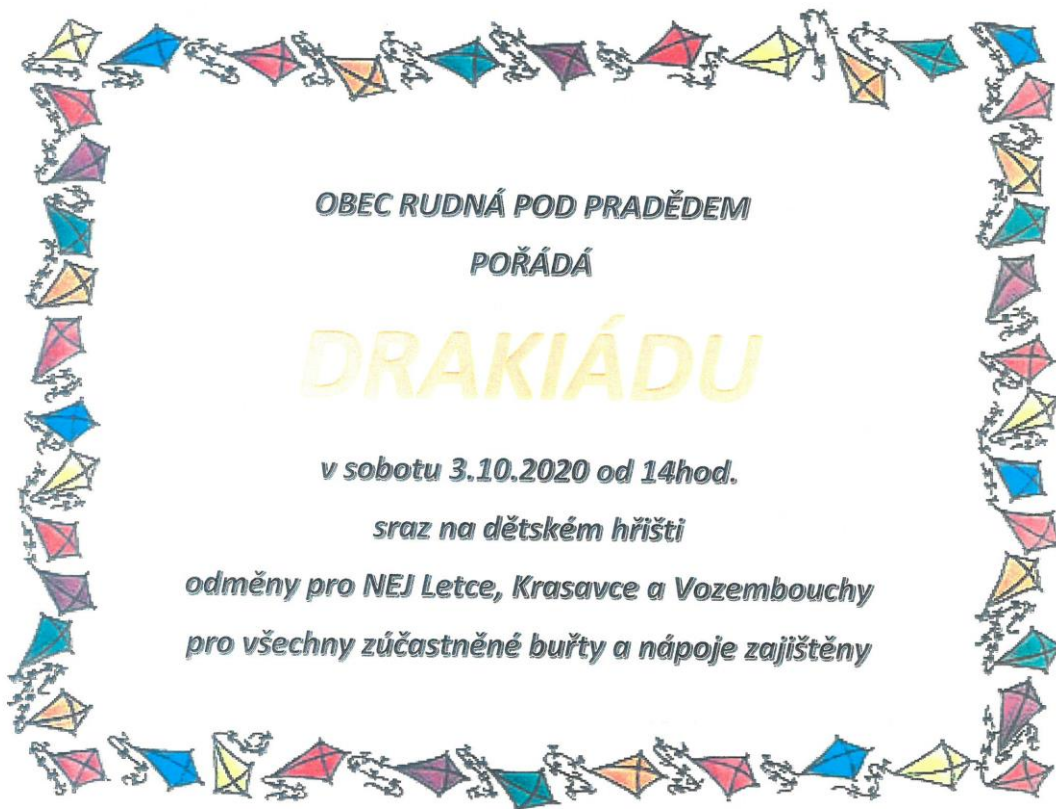 OBEC RUDNÁ POD PRADĚDEM
POŘÁDÁ
DRAKIÁDU
v sobotu 3.10.2020 od 14hod.
sraz na dětském hřišti
odměny pro NEJ Letce, Krasavce a Vozembouchy
pro všechny zúčastněné buřty a nápoje zajištěny